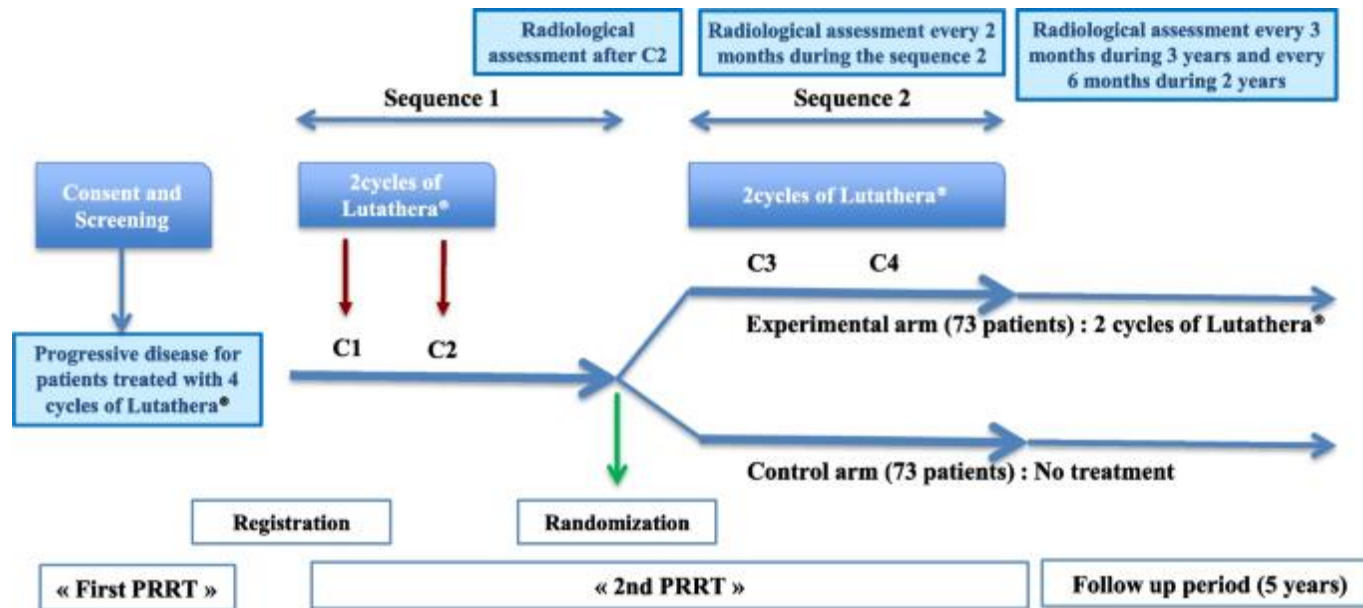 Radiological
assessment after C2
Radiological assessment every 2
months during the sequence 2
Radiological assessment every 3
months during 3 years and every
6 months during 2 years
Sequence 1
Sequence 2
Consent and
Screening
2cycles of
Lutathera®
2cycles of Lutathera®
C1
C2
C3
C4
Progressive disease for
patients treated with 4
cycles of Lutathera®
Experimental arm (73 patients) : 2 cycles of Lutathera®
Control arm (73 patients) : No treatment
Registration
Randomization
« First PRRT »
« 2nd PRRT »
Follow up period (5 years)